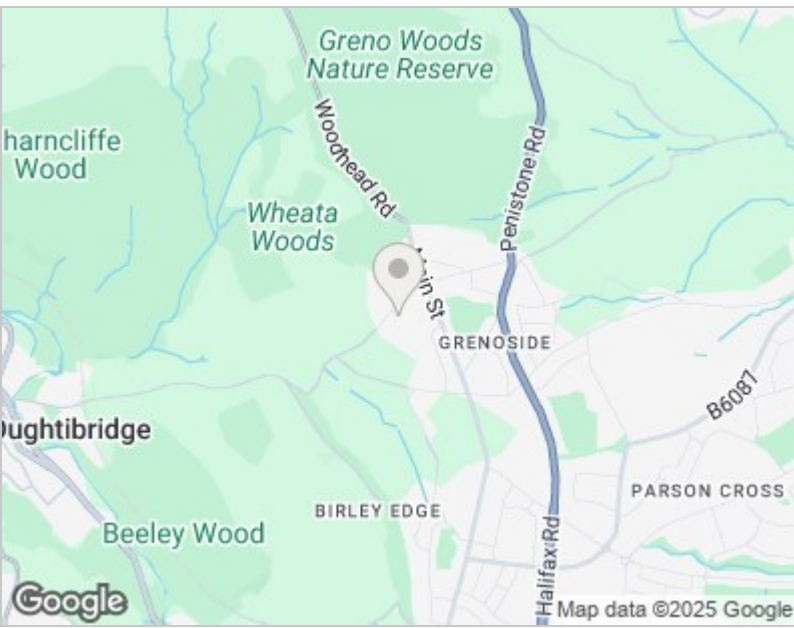 Greno Woods
Nature Reserve
harncliffe
Wood
Woodhead Rd
Penistone Rd
Wheata
Woods
Main St
GRENOSIDE
B6087
Oughtibridge
PARSON CROSS
BIRLEY EDGE
Beeley Wood
Halifax Rd
Google
Map data ©2025 Google